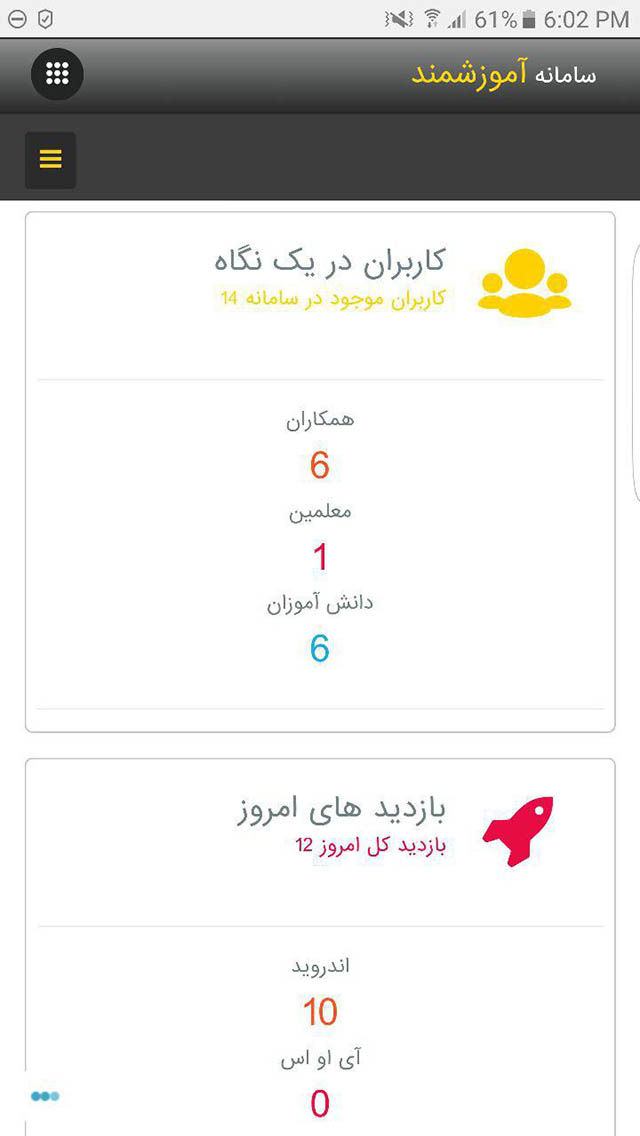 61% 6:02 PM
سامانه آموزشمند
کاربران در یک نگاه
کاربران موجود در سامانه 14
همکاران
6
معلمین
1
دانش آموزان
6
بازدید های امروز
بازدید کل امروز 12
اندروید
10
آی او اس
0